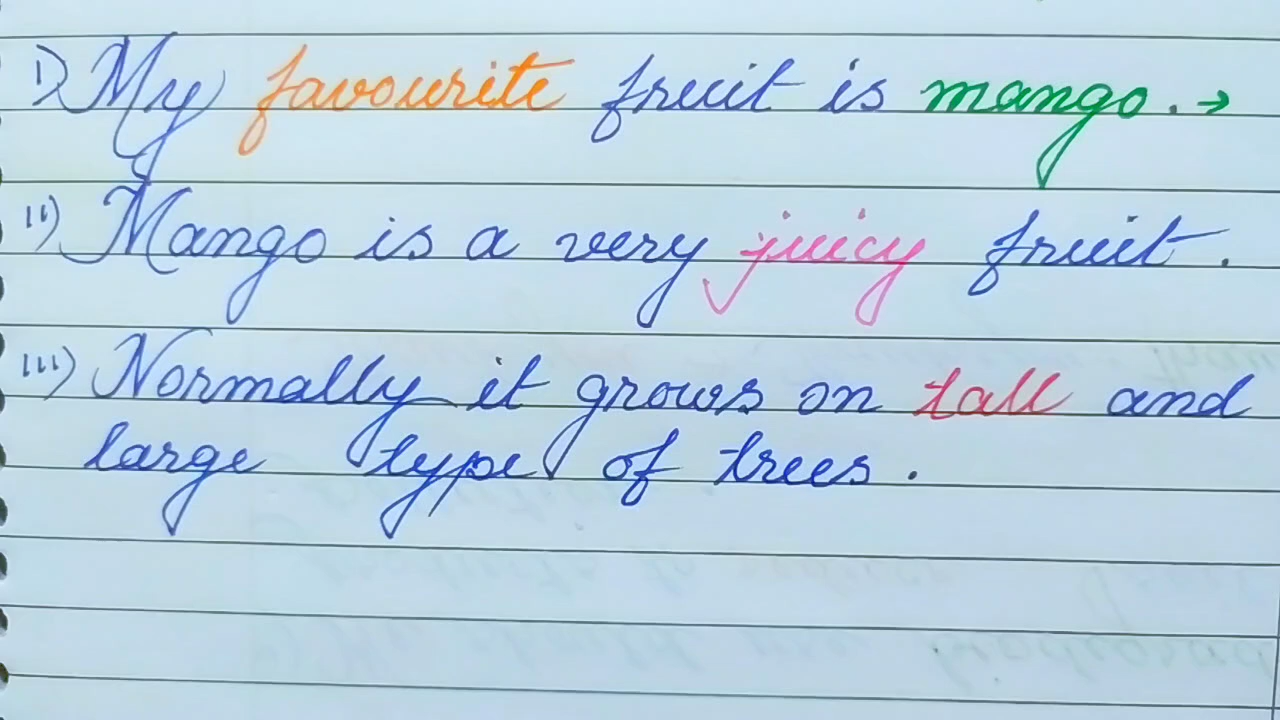 i) My favourite fruit is mango. →
ii) Mango is a very juicy fruit.
iii) Normally it grows on tall and
large type of trees.